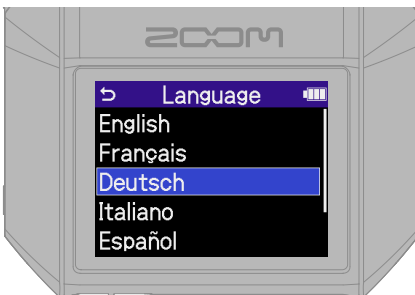 ZOOM
Language
English
Français
Deutsch
Italiano
Español